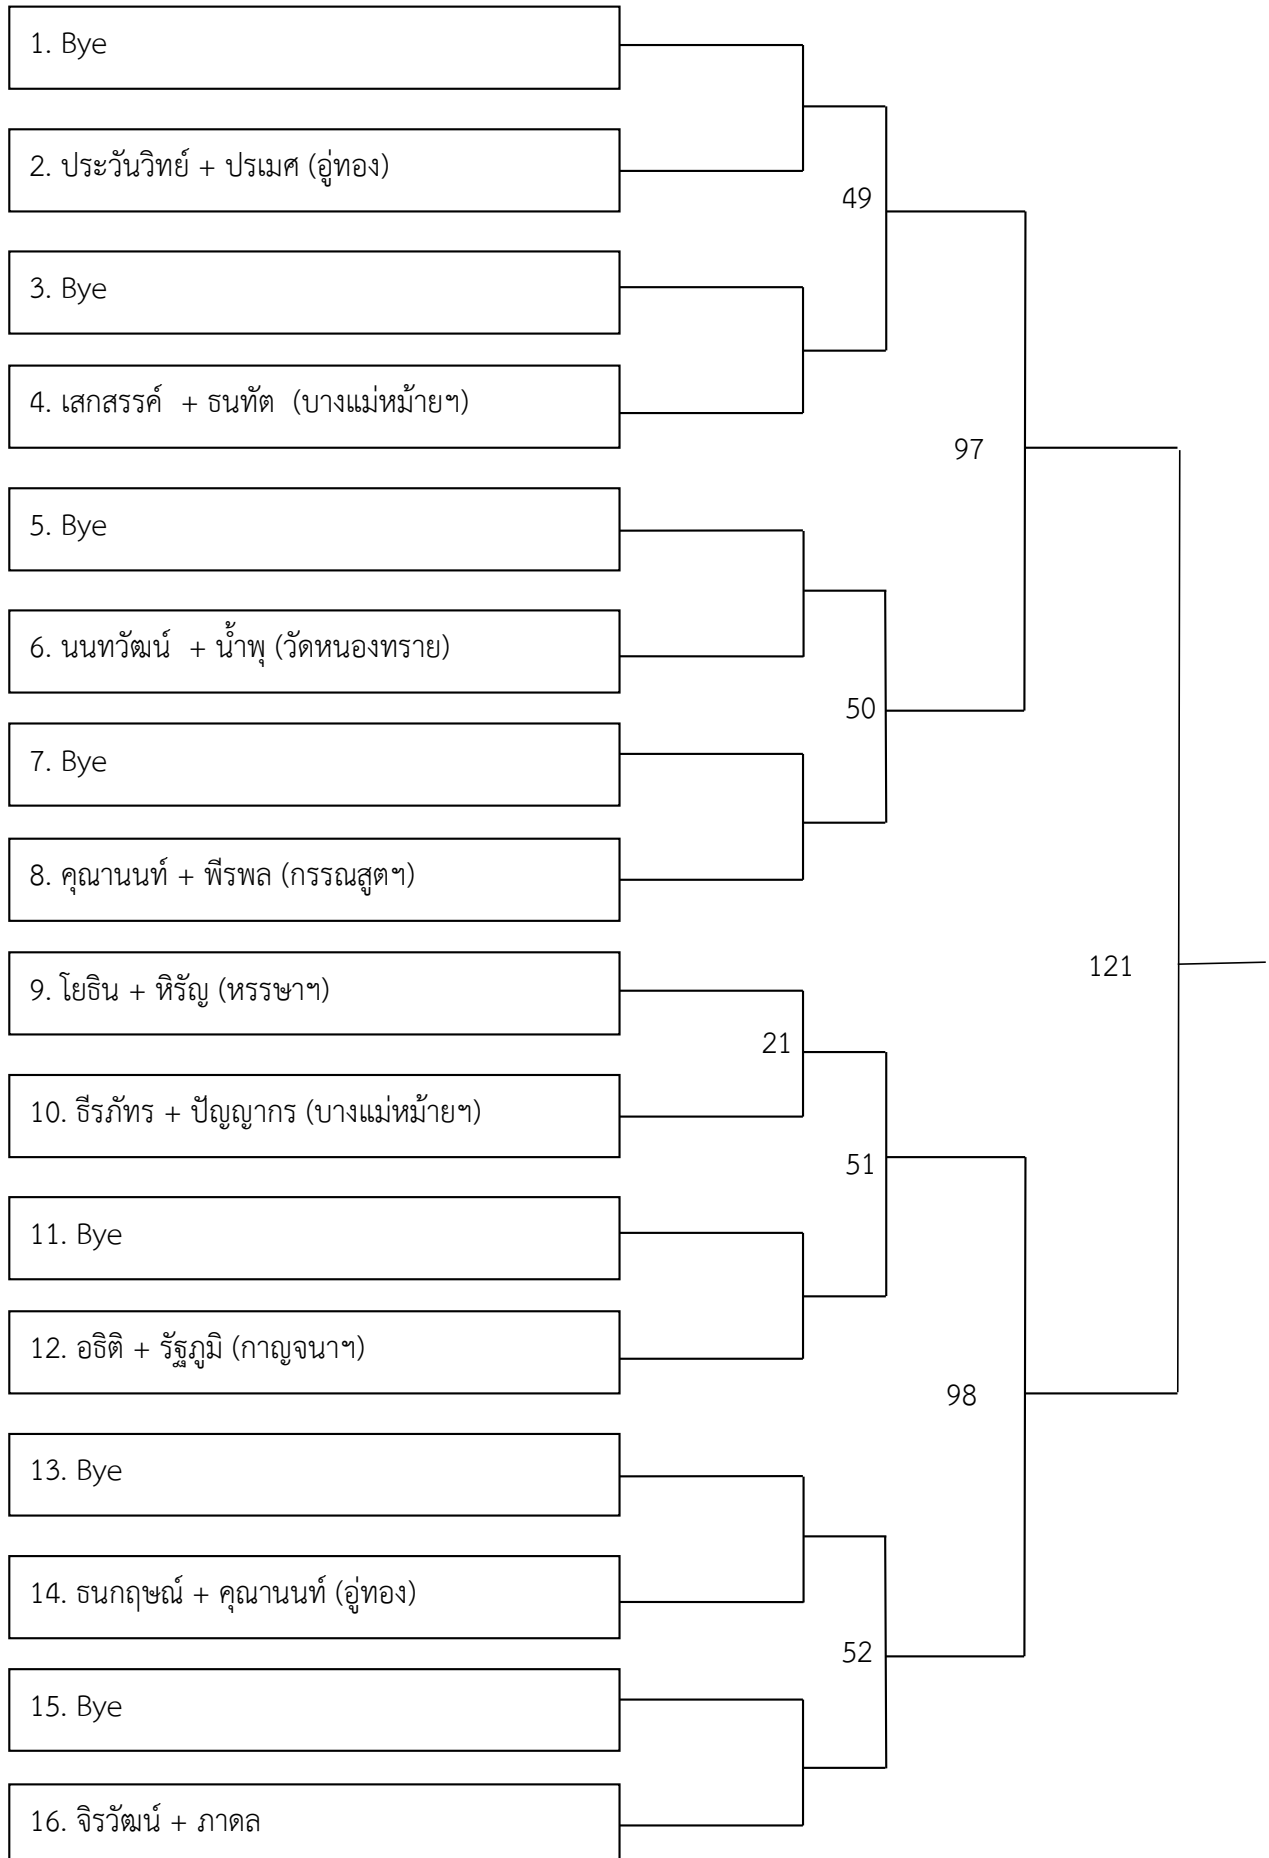 1. Bye
2. ประวันวิทย์ + ปรเมศ (อู่ทอง)
49
3. Bye
4. เสกสรรค์ + ธนทัต (บางแม่หม้ายฯ)
97
5. Bye
6. นนทวัฒน์ + น้ำพุ (วัดหนองทราย)
50
7. Bye
8. คุณานนท์ + พีรพล (กรรณสูตฯ)
121
9. โยธิน + หิรัญ (หรรษาฯ)
21
10. ธีรภัทร + ปัญญากร (บางแม่หม้ายฯ)
51
11. Bye
12. อธิติ + รัฐภูมิ (กาญจนาฯ)
98
13. Bye
14. ธนกฤษณ์ + คุณานนท์ (อู่ทอง)
52
15. Bye
16. จิรวัฒน์ + ภาดล